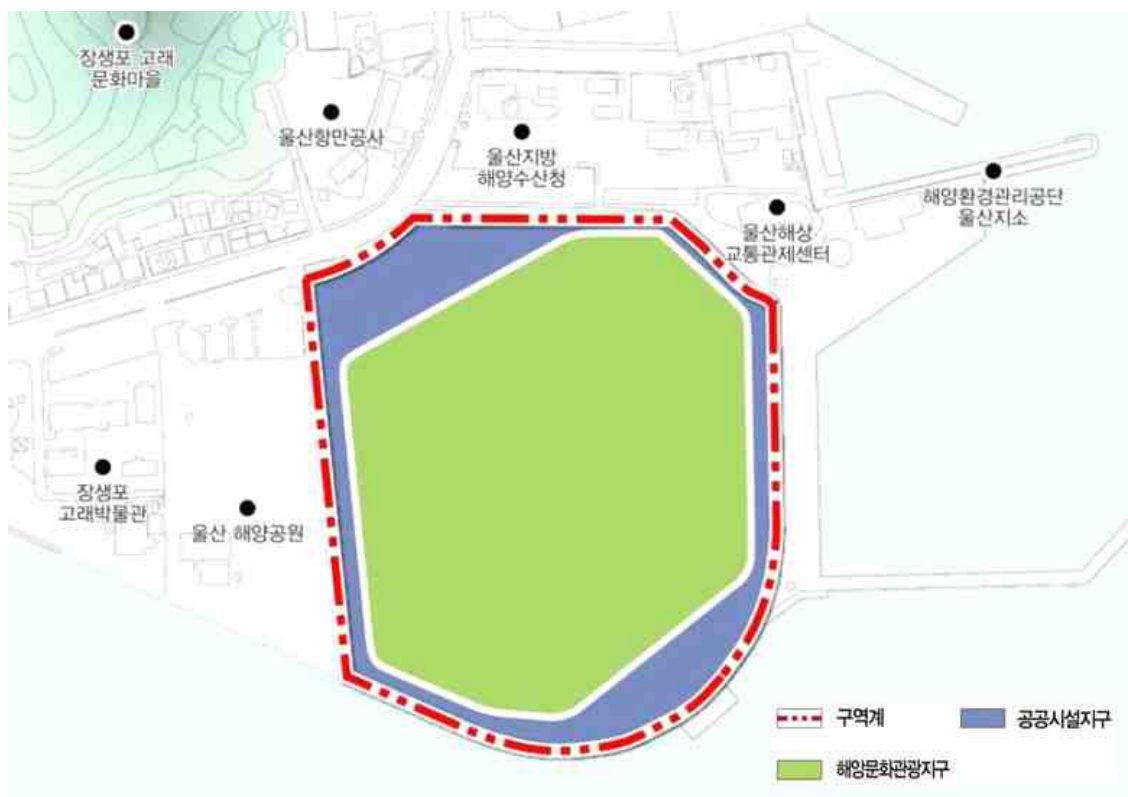 장생포 고래
문화마을
울산항만공사
울산지방
해양수산청
해양환경관리공단
울산지소
울산해상
교통관제센터
장생포
고래박물관
울산 해양공원
구역계
공공시설지구
해양문화관광지구